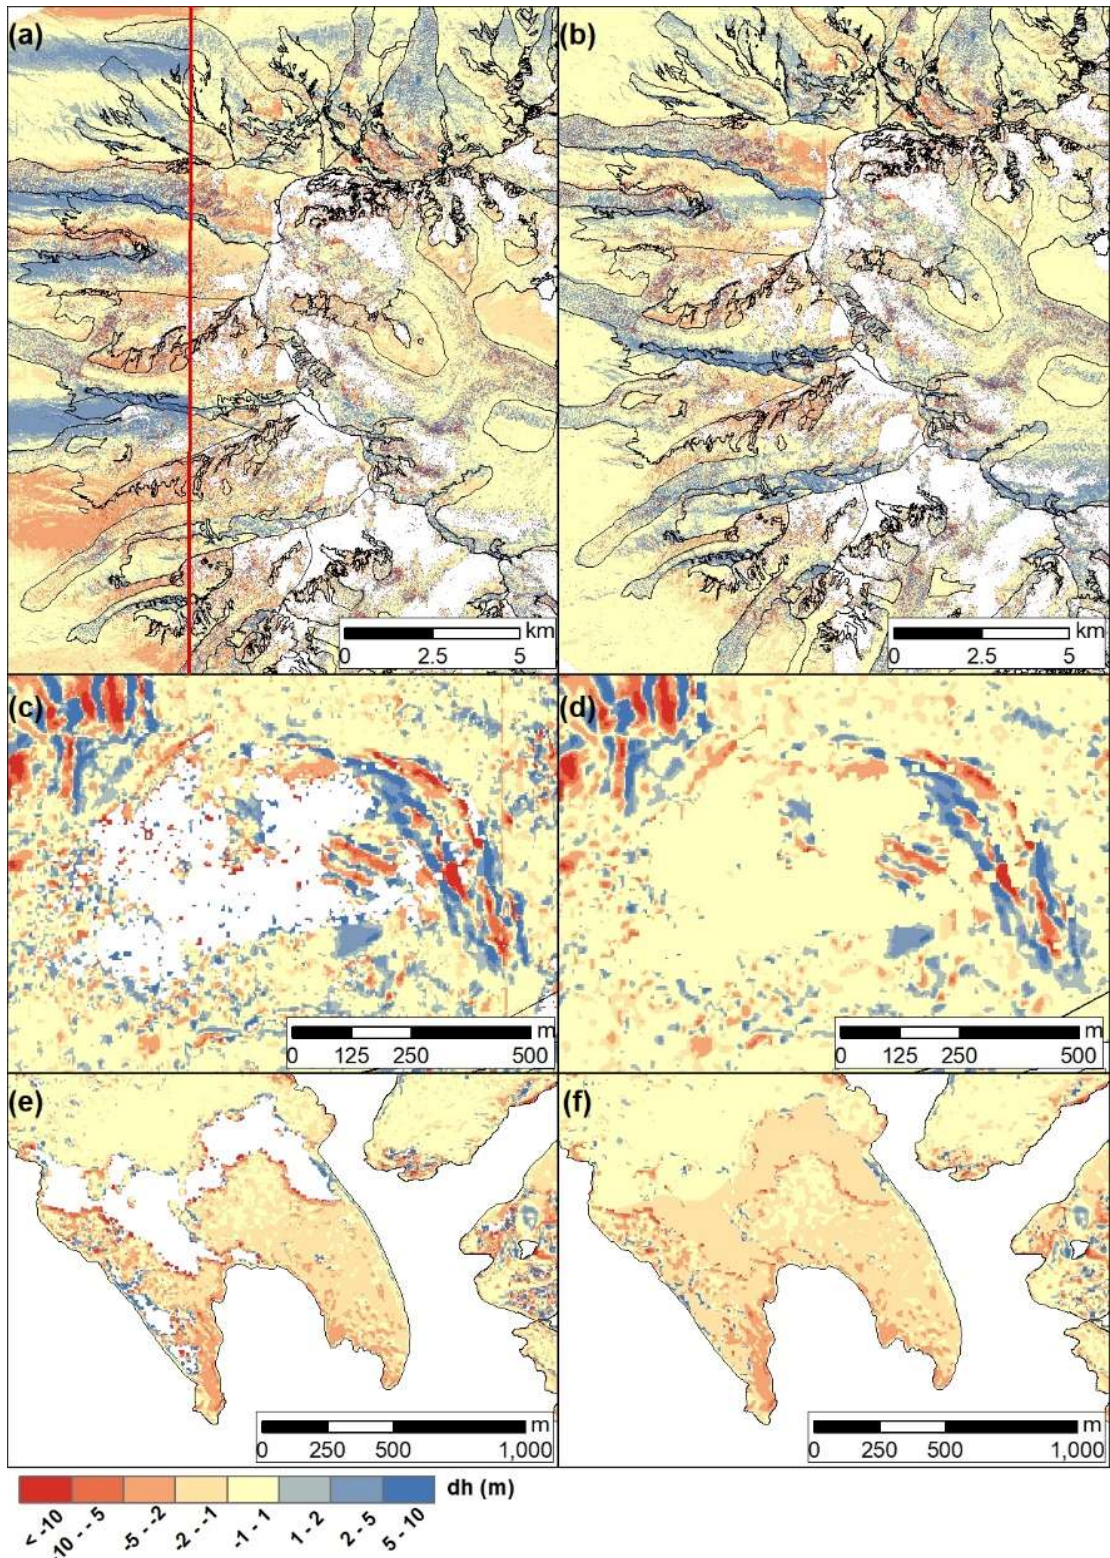 (a)
(b)
km
0 2.5 5
km
0 2.5 5
(c)
(d)
m
0 125 250 500
m
0 125 250 500
(e)
(f)
m
0 250 500 1,000
m
0 250 500 1,000
dh (m)
< -10
-10 - -5
-5 - -2
-2 - -1
-1 - 1
1 - 2
2 - 5
5 - 10